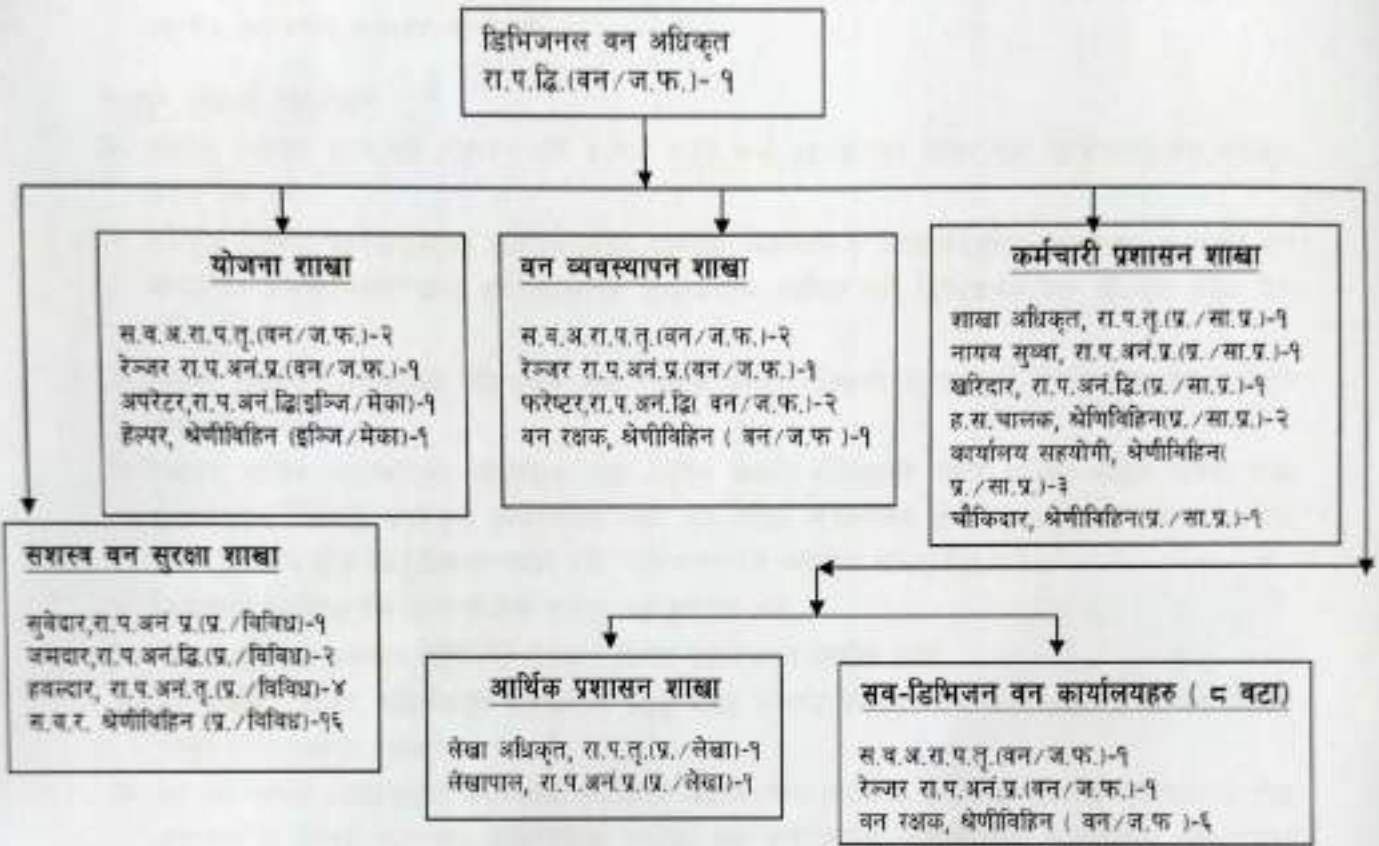 डिभिजनल वन अधिकृत
रा.प.द्वि.(वन/ज.फ.)- १
योजना शाखा
स.व.अ.रा.प.तृ.(वन/ज.फ.)-२
रेञ्जर रा.प.अनं.प्र.(वन/ज.फ.)-१
अपरेटर,रा.प.अनं.द्वि(इञ्जि/मेका)-१
हेल्पर, श्रेणीविहिन (इञ्जि/मेका)-१
वन व्यवस्थापन शाखा
स.व.अ.रा.प.तृ.(वन/ज.फ.)-२
रेञ्जर रा.प.अनं.प्र.(वन/ज.फ.)-१
फरेष्टर,रा.प.अनं.द्वि( वन/ज.फ.)-२
वन रक्षक, श्रेणीविहिन ( वन/ज.फ )-१
कर्मचारी प्रशासन शाखा
शाखा अधिकृत, रा.प.तृ.(प्र./सा.प्र.)-१
नायव सुव्वा, रा.प.अनं.प्र.(प्र./सा.प्र.)-१
खरिदार, रा.प.अनं.द्वि.(प्र./सा.प्र.)-१
ह.स.चालक, श्रेणिविहिन(प्र./सा.प्र.)-२
कार्यालय सहयोगी, श्रेणीविहिन(
प्र./सा.प्र.)-३
चौकिदार, श्रेणीविहिन(प्र./सा.प्र.)-१
सशस्त्र वन सुरक्षा शाखा
सुवेदार,रा.प.अनं प्र.(प्र./विविध)-१
जमदार,रा.प.अनं.द्वि.(प्र./विविध)-२
हवल्दार, रा.प.अनं.तृ.(प्र./विविध)-४
स.व.र. श्रेणीविहिन (प्र./विविध)-१६
आर्थिक प्रशासन शाखा
लेखा अधिकृत, रा.प.तृ.(प्र./लेखा)-१
लेखापाल, रा.प.अनं.प्र.(प्र./लेखा)-१
सव-डिभिजन वन कार्यालयहरु ( ८ वटा)
स.व.अ.रा.प.तृ.(वन/ज.फ.)-१
रेञ्जर रा.प.अनं.प्र.(वन/ज.फ.)-१
वन रक्षक, श्रेणीविहिन ( वन/ज.फ )-६